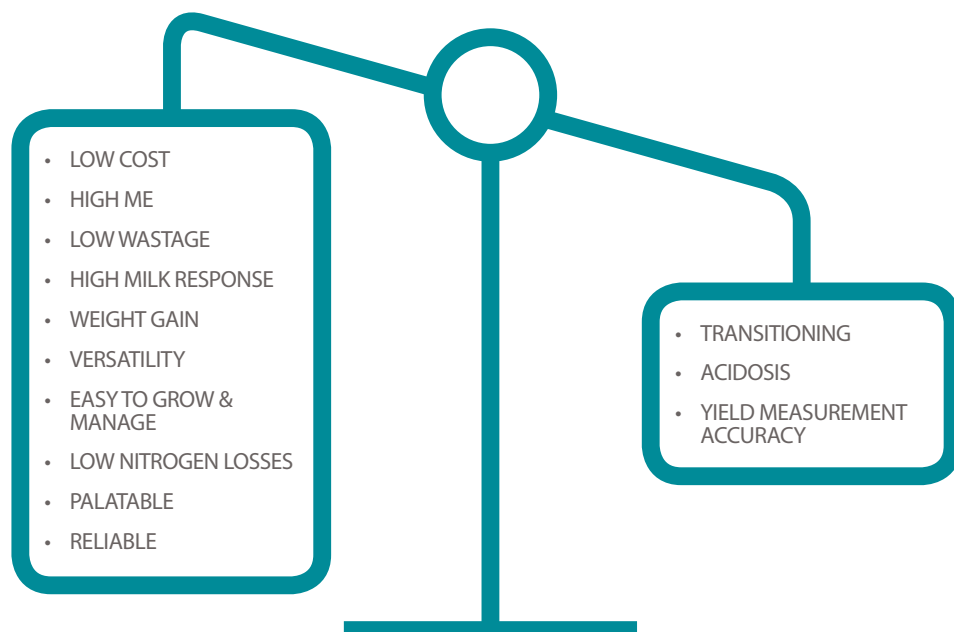 • LOW COST
• HIGH ME
• LOW WASTAGE
• HIGH MILK RESPONSE
• WEIGHT GAIN
• VERSATILITY
• EASY TO GROW &
MANAGE
• LOW NITROGEN LOSSES
• PALATABLE
• RELIABLE
• TRANSITIONING
• ACIDOSIS
• YIELD MEASUREMENT
ACCURACY